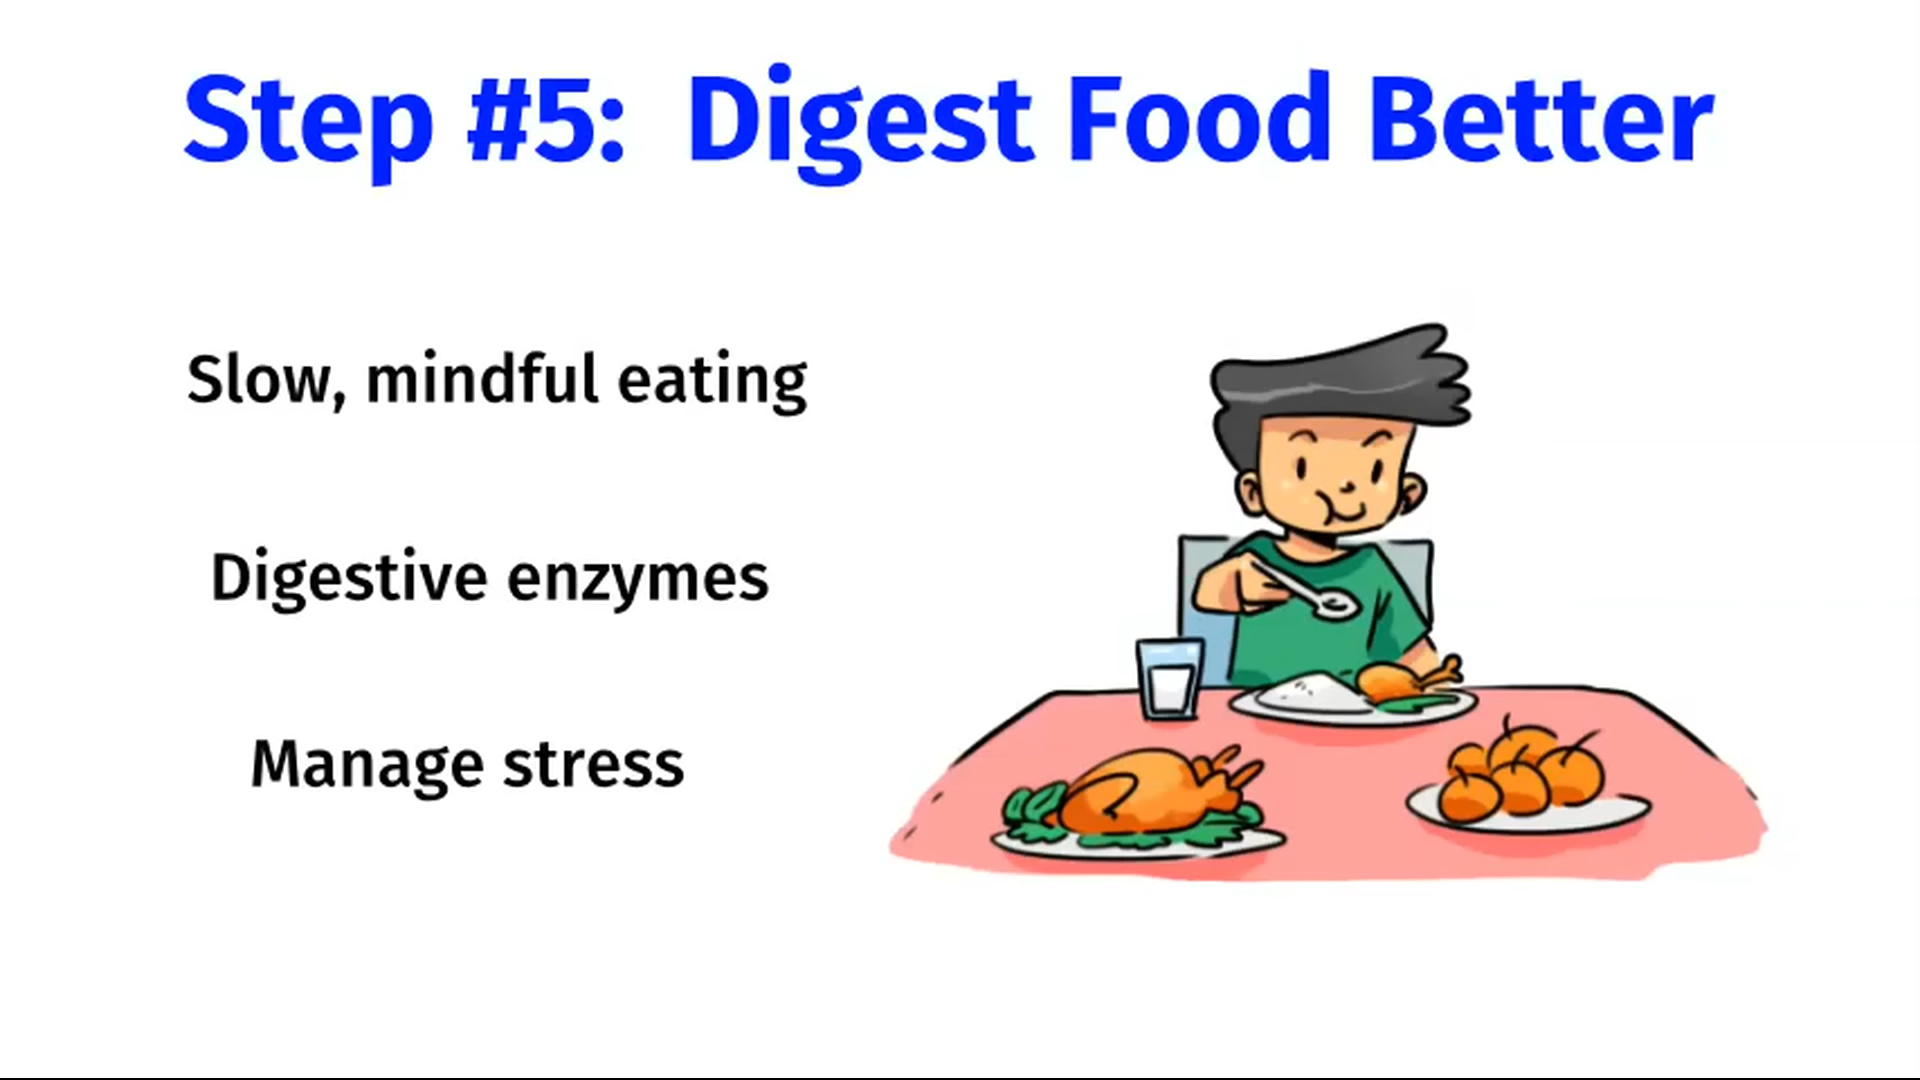 Step #5: Digest Food Better
Slow, mindful eating
Digestive enzymes
Manage stress